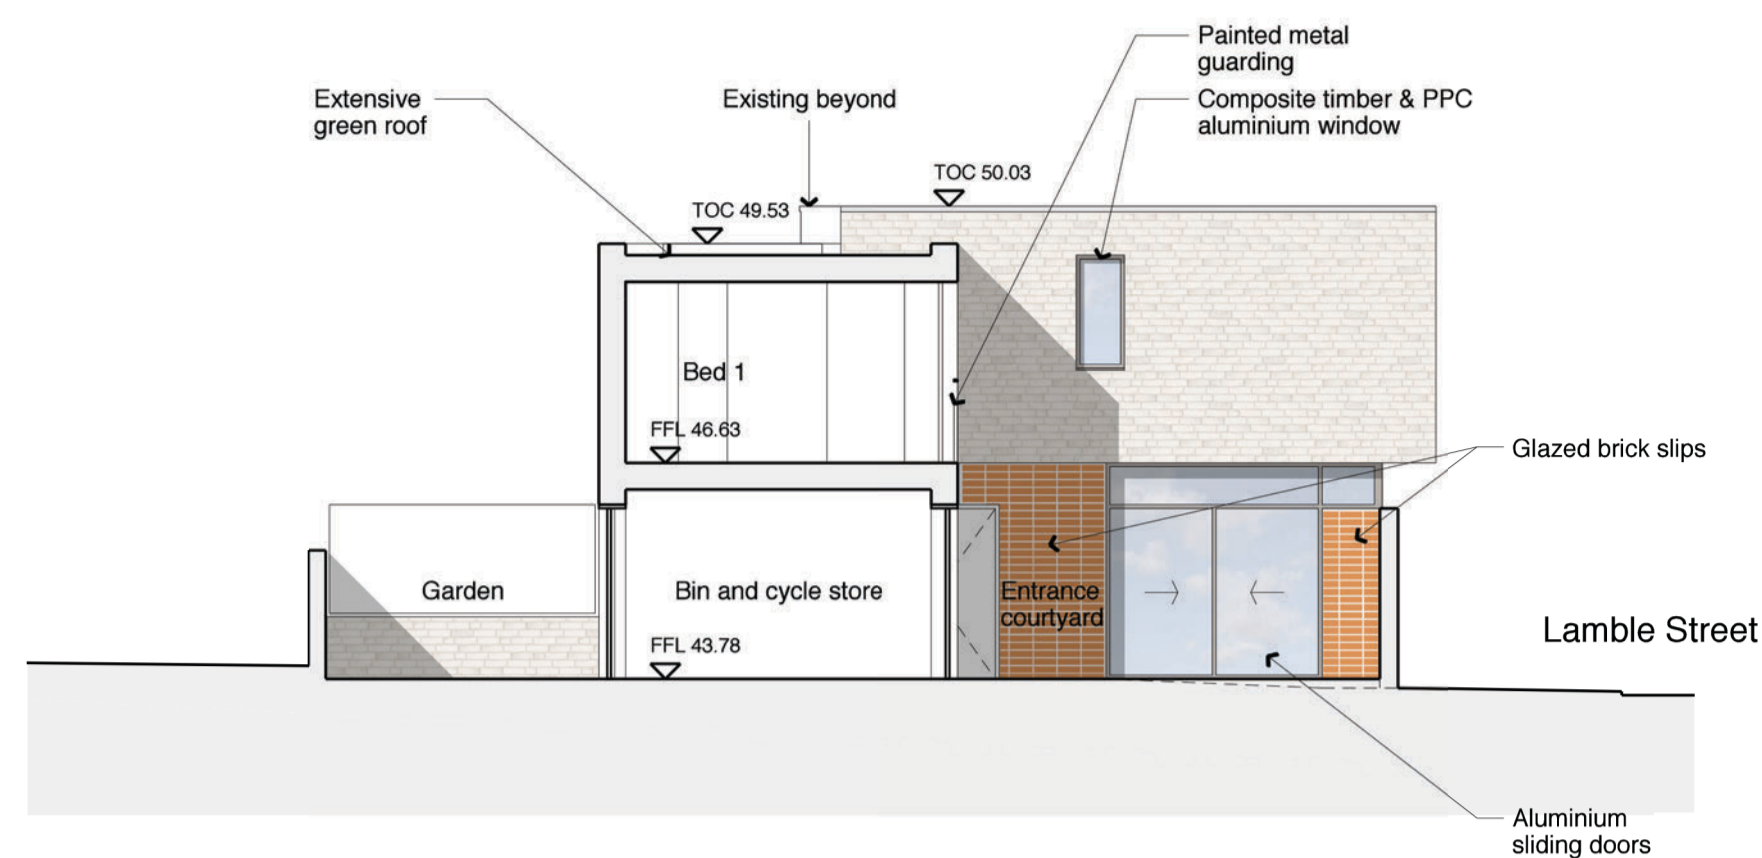 Painted metal
guarding
Extensive
green roof
Existing beyond
Composite timber & PPC
aluminium window
TOC 50.03
TOC 49.53
Bed 1
FFL 46.63
Glazed brick slips
Garden
Bin and cycle store
Entrance
courtyard
Lamble Street
FFL 43.78
Aluminium
sliding doors